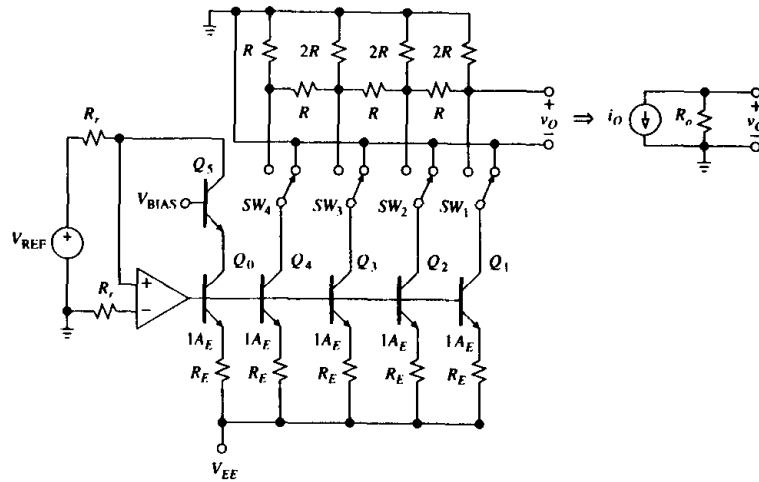 R 2R 2R 2R
R R R
+ v_O − ⇒ i_O R_o + v_O −
R_r
Q_5
V_BIAS
SW_4 SW_3 SW_2 SW_1
V_REF +
Q_0 Q_4 Q_3 Q_2 Q_1
R_r + −
1A_E 1A_E 1A_E 1A_E 1A_E
R_E R_E R_E R_E R_E
V_EE